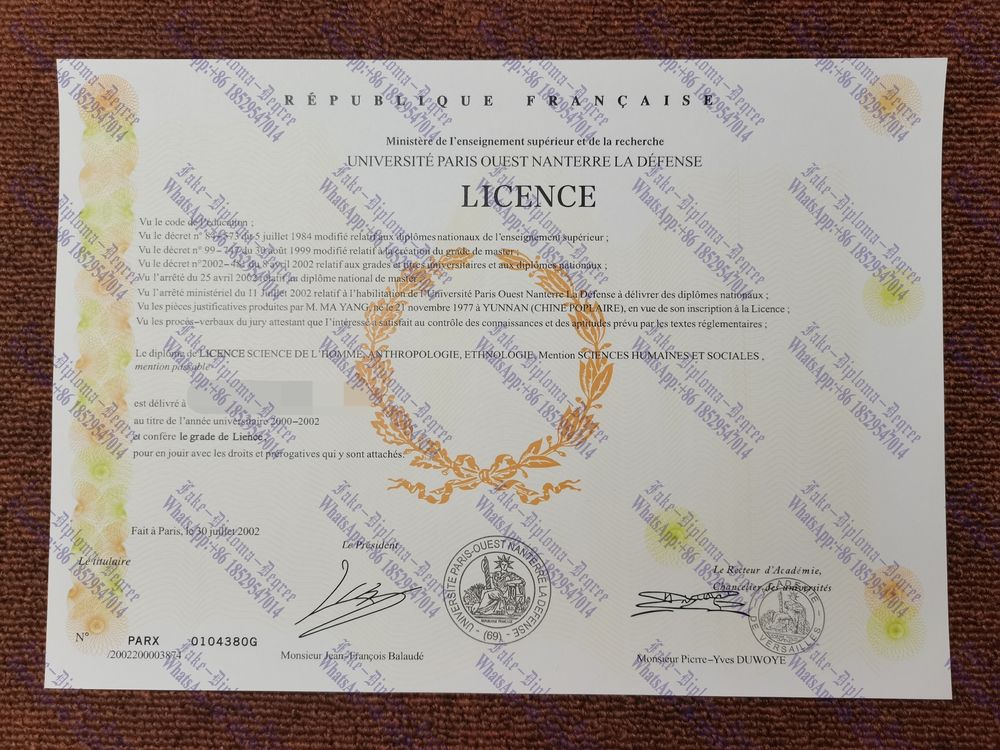 RÉPUBLIQUE FRANÇAISE
Ministère de l'enseignement supérieur et de la recherche
UNIVERSITÉ PARIS OUEST NANTERRE LA DÉFENSE
LICENCE
Vu le code de l'éducation ;
Vu le décret n° 84-573 du 5 juillet 1984 modifié relatif aux diplômes nationaux de l'enseignement supérieur ;
Vu le décret n° 99-747 du 30 août 1999 modifié relatif à la création du grade de master ;
Vu le décret n°2002-481 du 8 avril 2002 relatif aux grades et titres universitaires et aux diplômes nationaux ;
Vu l'arrêté du 25 avril 2002 relatif au diplôme national de master ;
Vu l'arrêté ministériel du 11 Juillet 2002 relatif à l'habilitation de l'Université Paris Ouest Nanterre La Défense à délivrer des diplômes nationaux ;
Vu les pièces justificatives produites par M. MA YANG, né le 21 novembre 1977 à YUNNAN (CHINE POPULAIRE), en vue de son inscription à la Licence ;
Vu les procès-verbaux du jury attestant que l'intéressé a satisfait au contrôle des connaissances et des aptitudes prévu par les textes réglementaires ;
Le diplôme de LICENCE SCIENCE DE L'HOMME, ANTHROPOLOGIE, ETHNOLOGIE, Mention SCIENCES HUMAINES ET SOCIALES ,
mention passable
est délivré à
au titre de l'année universitaire 2000-2002
et confère le grade de Lience,
pour en jouir avec les droits et prérogatives qui y sont attachés.
Fait à Paris, le 30 juillet 2002
Le titulaire
Le Président
Le Recteur d'Académie,
Chancelier des universités
UNIVERSITÉ PARIS-OUEST NANTERRE LA DÉFENSE
RÉPUBLIQUE FRANÇAISE
(69)
ACADÉMIE DE VERSAILLES
N° PARX 0104380G
/2002200003874
Monsieur Jean-François Balaudé
Monsieur Pierre-Yves DUWOYE
Fake-Diploma-Degree
WhatsApp:+86 18529547014